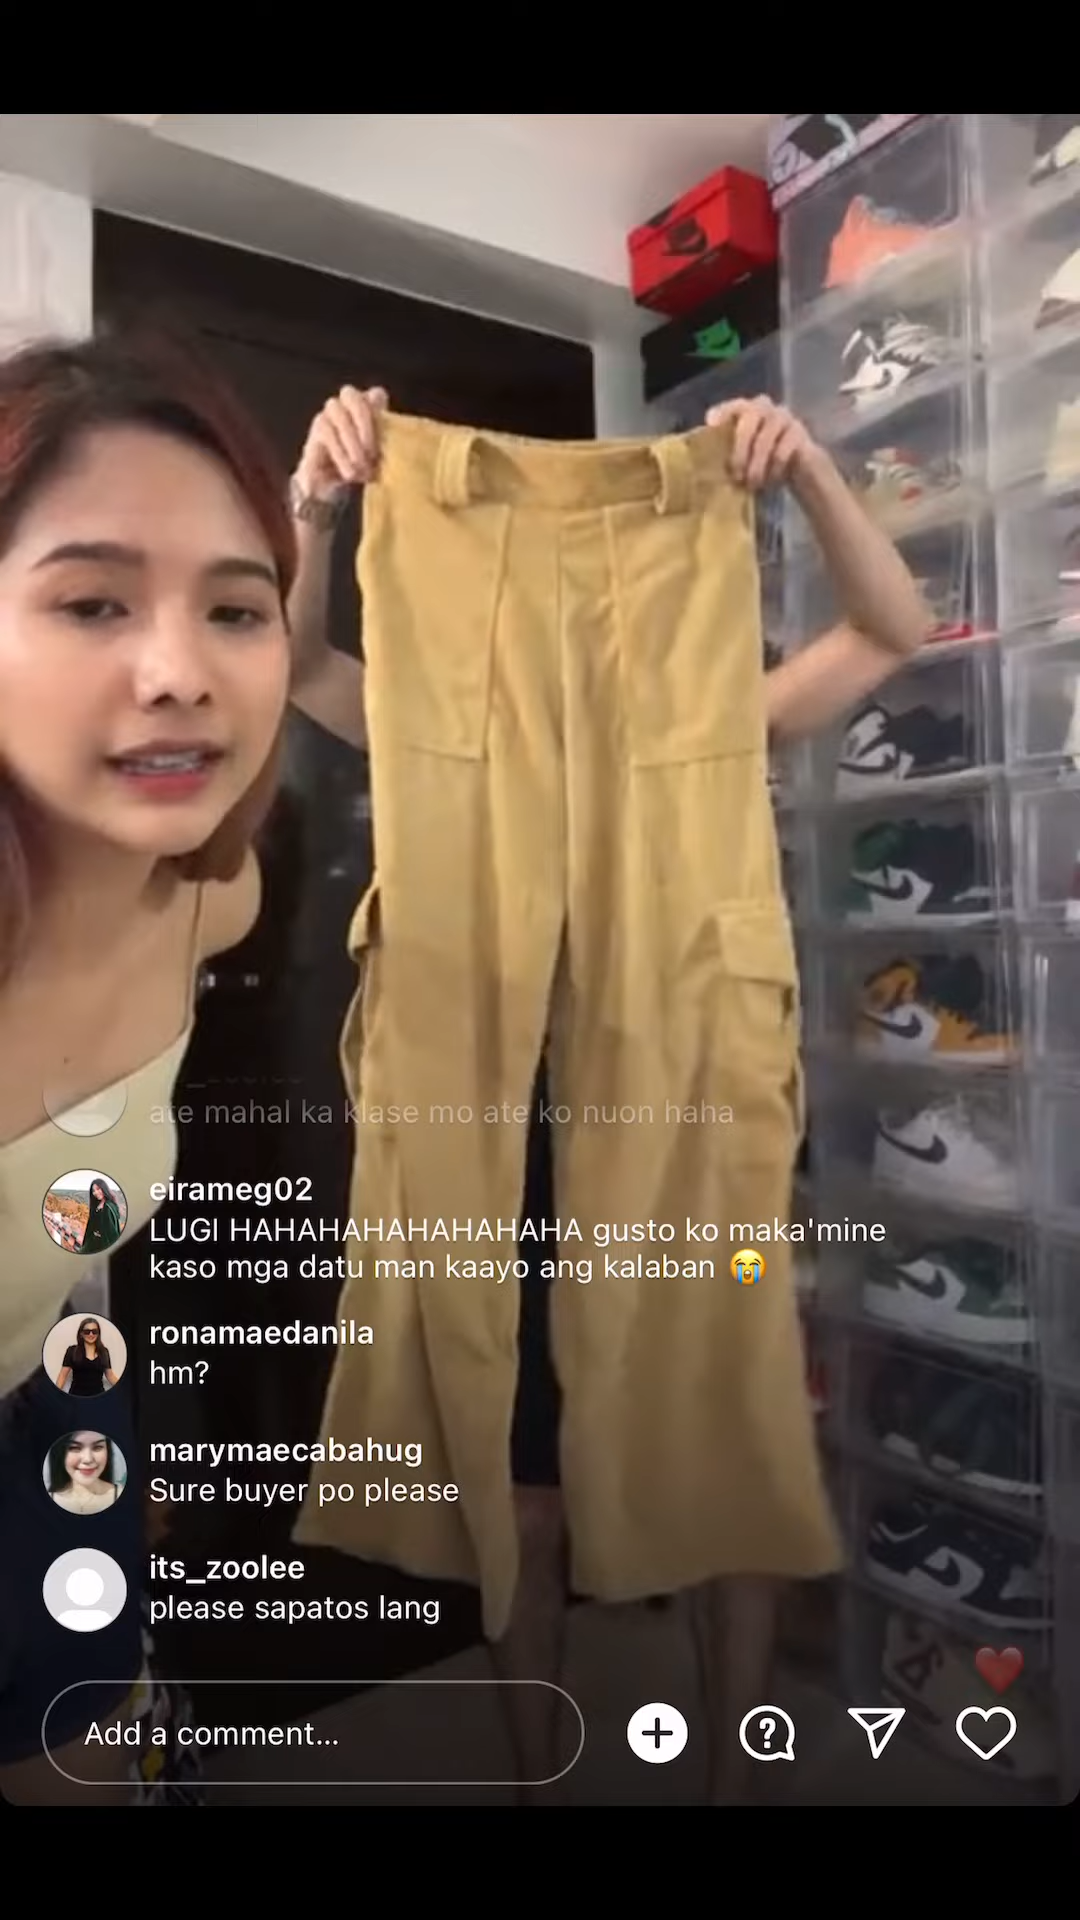 ate mahal ka klase mo ate ko nuon haha
eirameg02
LUGI HAHAHAHAHAHAHAHA gusto ko maka'mine
kaso mga datu man kaayo ang kalaban 😭
ronamaedanila
hm?
marymaecabahug
Sure buyer po please
its_zoolee
please sapatos lang
Add a comment...